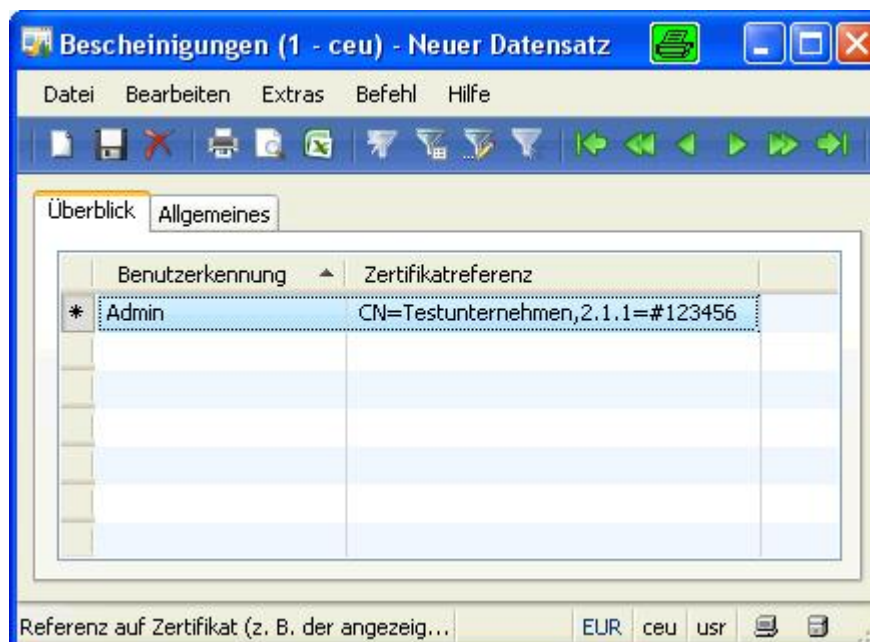 Bescheinigungen (1 - ceu) - Neuer Datensatz
Datei Bearbeiten Extras Befehl Hilfe
Überblick Allgemeines
Benutzerkennung Zertifikatreferenz
* Admin CN=Testunternehmen,2.1.1=#123456
Referenz auf Zertifikat (z. B. der angezeig... EUR ceu usr